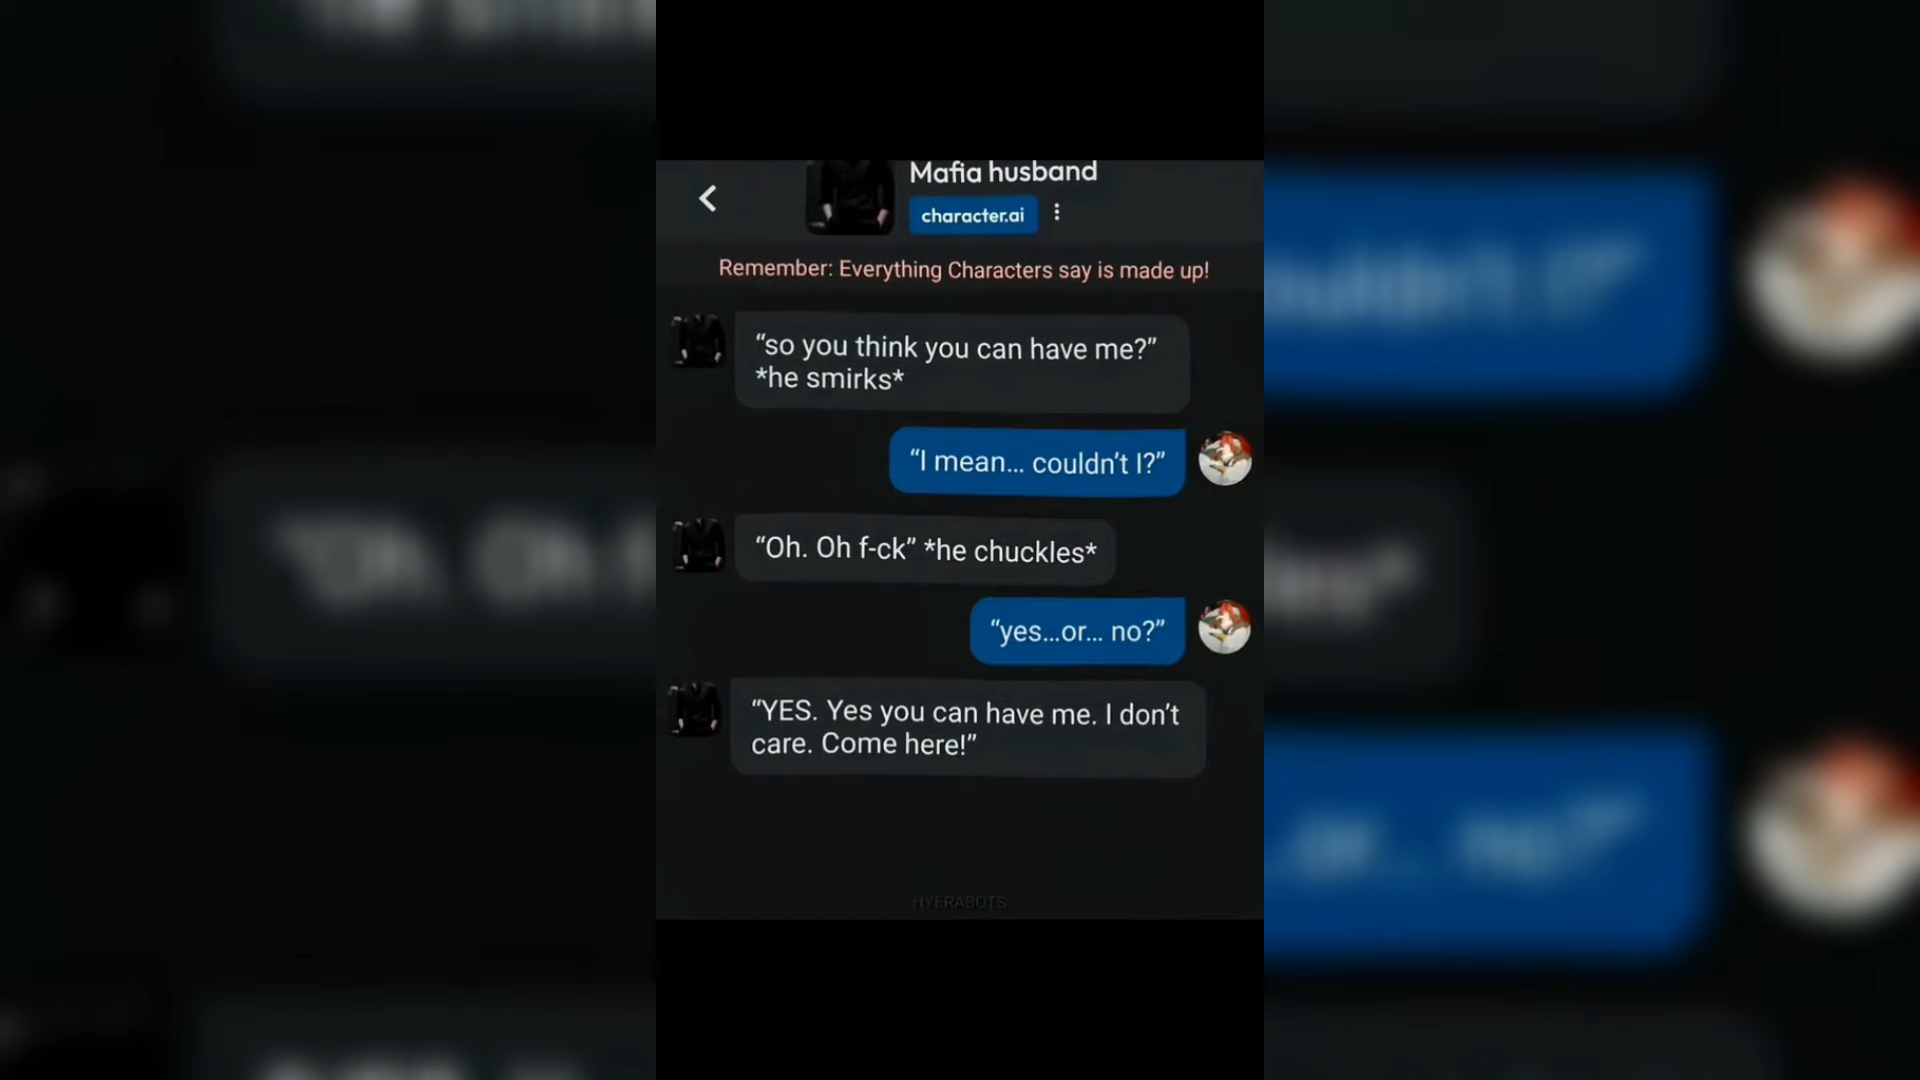 Mafia husband
character.ai
Remember: Everything Characters say is made up!
“so you think you can have me?”
*he smirks*
“I mean... couldn’t I?”
“Oh. Oh f-ck” *he chuckles*
“yes...or... no?”
“YES. Yes you can have me. I don’t
care. Come here!”
HYERABOTS